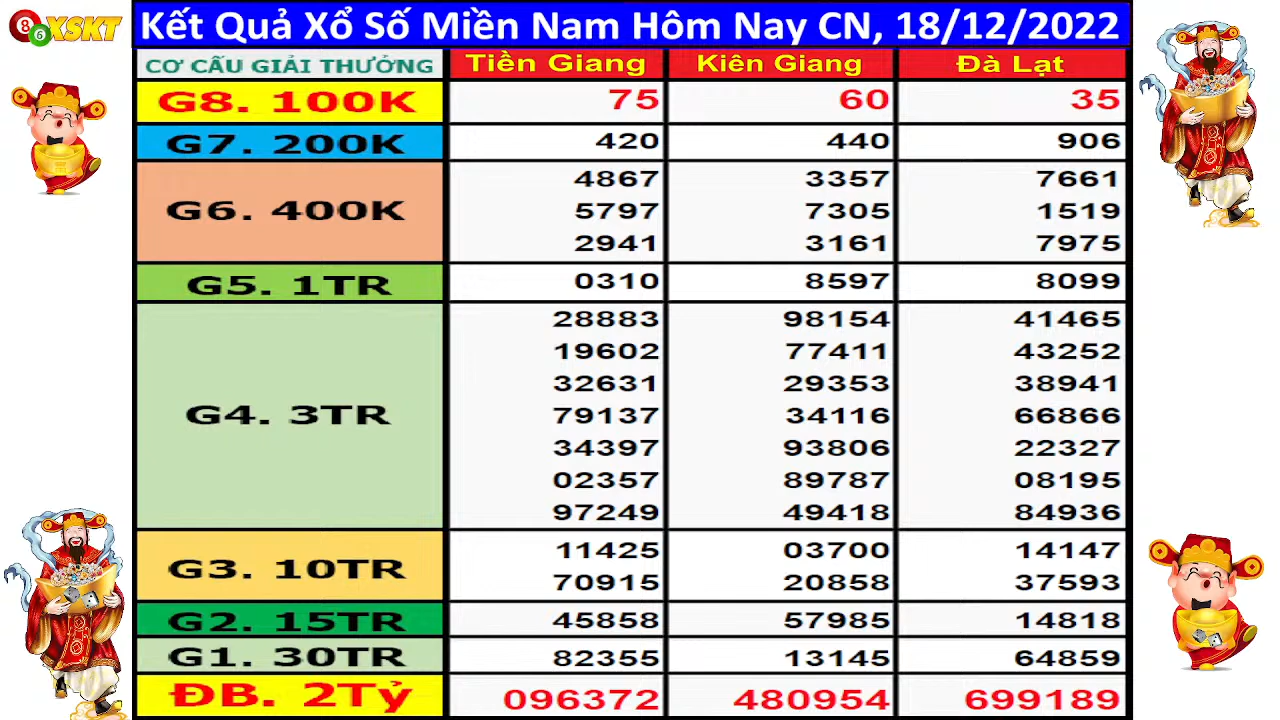 8 6 XSKT
Kết Quả Xổ Số Miền Nam Hôm Nay CN, 18/12/2022
CƠ CẤU GIẢI THƯỞNG Tiền Giang Kiên Giang Đà Lạt
G8. 100K 75 60 35
G7. 200K 420 440 906
4867 3357 7661
G6. 400K 5797 7305 1519
2941 3161 7975
G5. 1TR 0310 8597 8099
28883 98154 41465
19602 77411 43252
32631 29353 38941
G4. 3TR 79137 34116 66866
34397 93806 22327
02357 89787 08195
97249 49418 84936
11425 03700 14147
G3. 10TR 70915 20858 37593
G2. 15TR 45858 57985 14818
G1. 30TR 82355 13145 64859
ĐB. 2Tỷ 096372 480954 699189